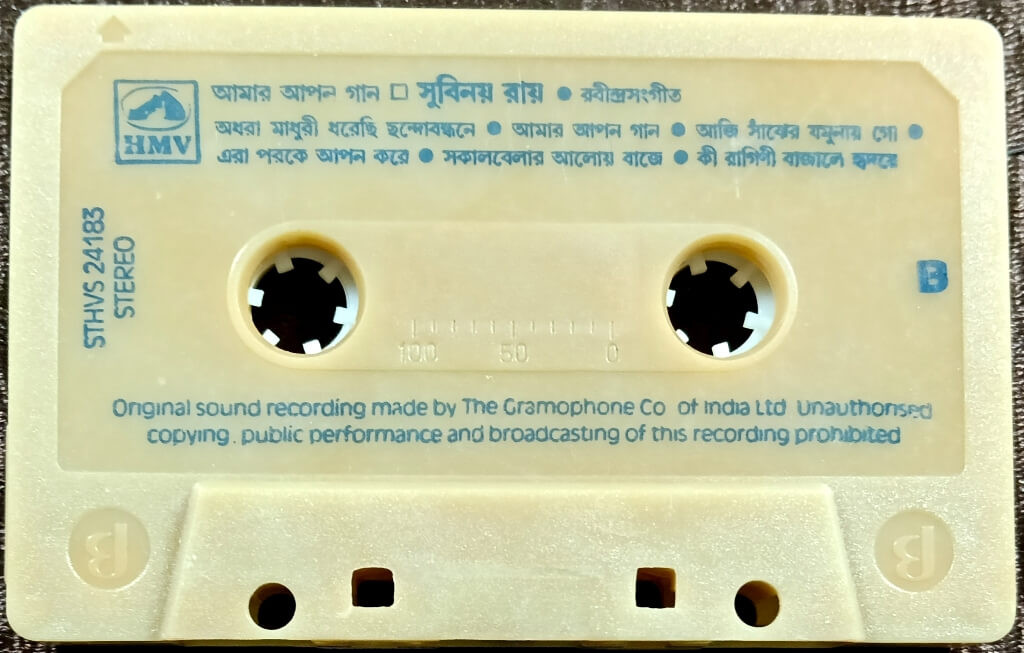 আমার আপন গান □ সুবিনয় রায় ● রবীন্দ্রসংগীত
HMV
অধরা মাধুরী ধরেছি ছন্দোবন্ধনে ● আমার আপন গান ● আজি সাঁঝের যমুনায় গো ●
এরা পরকে আপন করে ● সকালবেলার আলোয় বাজে ● কী রাগিণী বাজালে হৃদয়ে
STHVS 24183
STEREO
B
100 50 0
Original sound recording made by The Gramophone Co of India Ltd Unauthorised
copying, public performance and broadcasting of this recording prohibited
B B